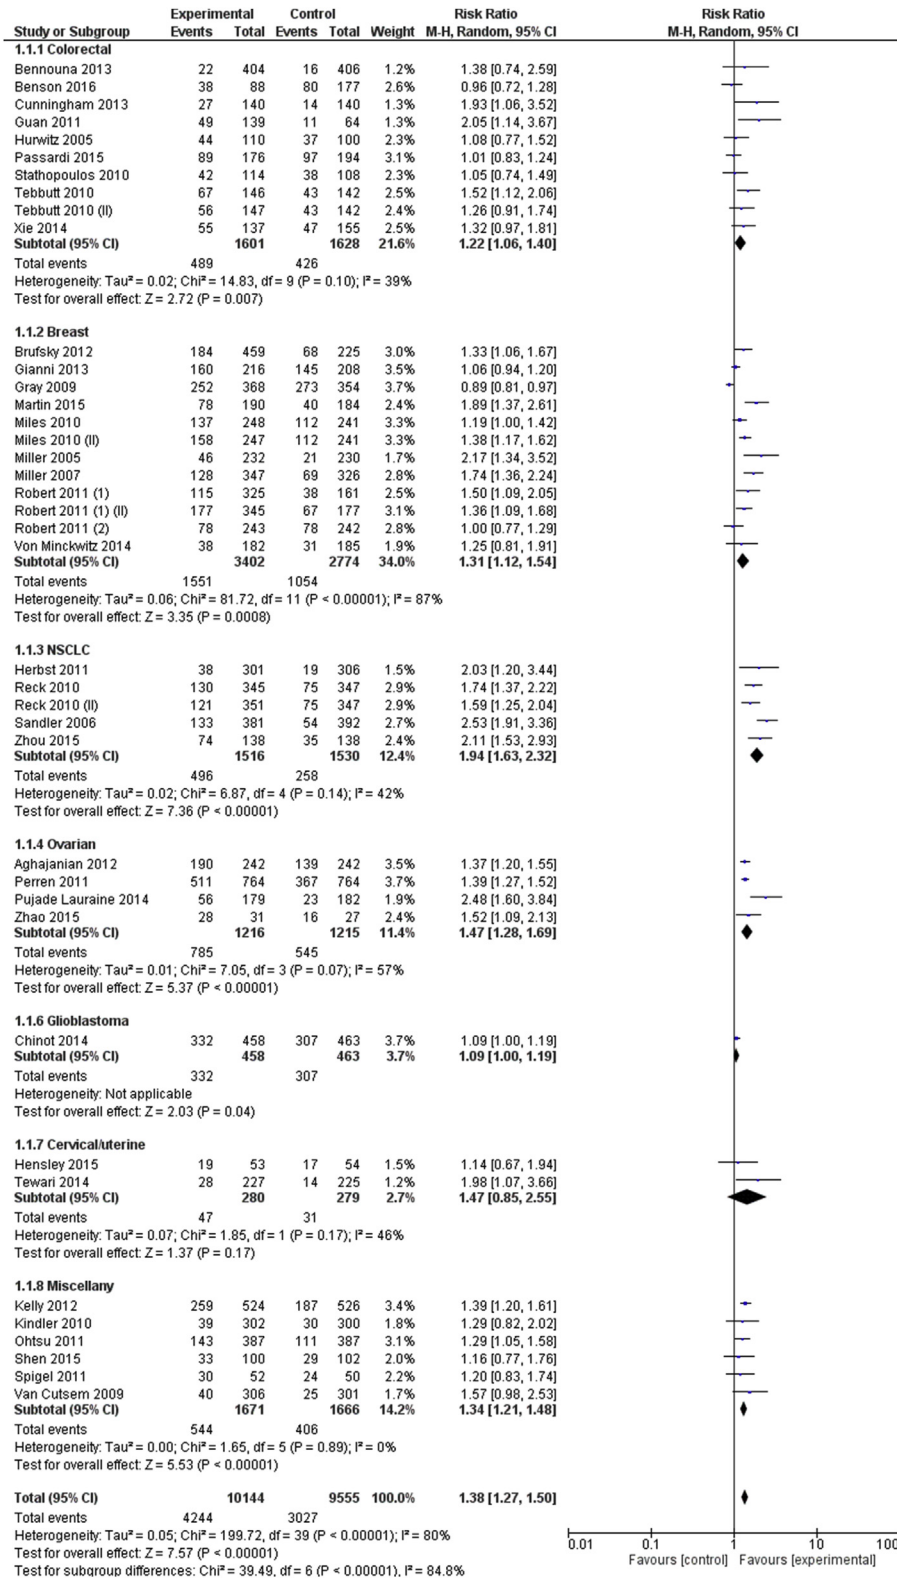 Experimental Control Risk Ratio Risk Ratio
Study or Subgroup Events Total Events Total Weight M-H, Random, 95% CI M-H, Random, 95% CI
1.1.1 Colorectal
Bennouna 2013 22 404 16 406 1.2% 1.38 [0.74, 2.59]
Benson 2016 38 88 80 177 2.6% 0.96 [0.72, 1.28]
Cunningham 2013 27 140 14 140 1.3% 1.93 [1.06, 3.52]
Guan 2011 49 139 11 64 1.4% 2.05 [1.14, 3.67]
Hurwitz 2005 44 110 37 100 2.3% 1.08 [0.77, 1.52]
Passardi 2015 89 176 97 194 3.1% 1.01 [0.83, 1.24]
Stathopoulos 2010 42 114 38 108 2.2% 1.05 [0.74, 1.49]
Tebbutt 2010 67 146 43 142 2.5% 1.52 [1.12, 2.06]
Tebbutt 2010 (II) 56 147 43 142 2.4% 1.26 [0.91, 1.74]
Xie 2014 55 137 47 155 2.5% 1.32 [0.97, 1.81]
Subtotal (95% CI) 1601 1628 21.6% 1.22 [1.06, 1.40]
Total events 489 426
Heterogeneity: Tau² = 0.02; Chi² = 14.83, df = 9 (P = 0.10); I² = 39%
Test for overall effect: Z = 2.72 (P = 0.007)
1.1.2 Breast
Brufsky 2012 184 459 68 225 3.0% 1.33 [1.06, 1.67]
Gianni 2013 160 216 145 208 3.5% 1.06 [0.94, 1.20]
Gray 2009 252 368 273 354 3.7% 0.89 [0.81, 0.97]
Martin 2015 78 190 40 184 2.4% 1.89 [1.37, 2.61]
Miles 2010 137 248 112 241 3.3% 1.19 [1.00, 1.42]
Miles 2010 (II) 158 247 112 241 3.3% 1.38 [1.17, 1.62]
Miller 2005 46 232 21 230 1.7% 2.17 [1.34, 3.52]
Miller 2007 128 347 69 326 2.8% 1.74 [1.36, 2.24]
Robert 2011 (1) 115 325 38 161 2.5% 1.50 [1.09, 2.05]
Robert 2011 (1) (II) 177 345 67 177 3.1% 1.36 [1.09, 1.68]
Robert 2011 (2) 78 243 78 242 2.8% 1.00 [0.77, 1.29]
Von Minckwitz 2014 38 182 31 185 1.9% 1.25 [0.81, 1.91]
Subtotal (95% CI) 3402 2774 34.0% 1.31 [1.12, 1.54]
Total events 1551 1054
Heterogeneity: Tau² = 0.06; Chi² = 81.72, df = 11 (P < 0.00001); I² = 87%
Test for overall effect: Z = 3.35 (P = 0.0008)
1.1.3 NSCLC
Herbst 2011 38 301 19 306 1.5% 2.03 [1.20, 3.44]
Reck 2010 130 345 75 347 2.9% 1.74 [1.37, 2.22]
Reck 2010 (II) 121 351 75 347 2.9% 1.59 [1.25, 2.04]
Sandler 2006 133 381 54 392 2.7% 2.53 [1.91, 3.36]
Zhou 2015 74 138 35 138 2.4% 2.11 [1.53, 2.93]
Subtotal (95% CI) 1516 1530 12.4% 1.94 [1.63, 2.32]
Total events 496 258
Heterogeneity: Tau² = 0.02; Chi² = 6.87, df = 4 (P = 0.14); I² = 42%
Test for overall effect: Z = 7.36 (P < 0.00001)
1.1.4 Ovarian
Aghajanian 2012 190 242 139 242 3.5% 1.37 [1.20, 1.55]
Perren 2011 511 764 367 764 3.7% 1.39 [1.27, 1.52]
Pujade Lauraine 2014 56 179 23 182 1.9% 2.48 [1.60, 3.84]
Zhao 2015 28 31 16 27 2.4% 1.52 [1.09, 2.13]
Subtotal (95% CI) 1216 1215 11.4% 1.47 [1.28, 1.69]
Total events 785 545
Heterogeneity: Tau² = 0.01; Chi² = 7.05, df = 3 (P = 0.07); I² = 57%
Test for overall effect: Z = 5.37 (P < 0.00001)
1.1.6 Glioblastoma
Chinot 2014 332 458 307 463 3.7% 1.09 [1.00, 1.19]
Subtotal (95% CI) 458 463 3.7% 1.09 [1.00, 1.19]
Total events 332 307
Heterogeneity: Not applicable
Test for overall effect: Z = 2.03 (P = 0.04)
1.1.7 Cervical/uterine
Hensley 2015 19 53 17 54 1.5% 1.14 [0.67, 1.94]
Tewari 2014 28 227 14 225 1.2% 1.98 [1.07, 3.66]
Subtotal (95% CI) 280 279 2.7% 1.47 [0.85, 2.55]
Total events 47 31
Heterogeneity: Tau² = 0.07; Chi² = 1.85, df = 1 (P = 0.17); I² = 46%
Test for overall effect: Z = 1.37 (P = 0.17)
1.1.8 Miscellany
Kelly 2012 259 524 187 526 3.4% 1.39 [1.20, 1.61]
Kindler 2010 39 302 30 300 1.8% 1.29 [0.82, 2.02]
Ohtsu 2011 143 387 111 387 3.1% 1.29 [1.05, 1.58]
Shen 2015 33 100 29 102 2.0% 1.16 [0.77, 1.76]
Spigel 2011 30 52 24 50 2.2% 1.20 [0.83, 1.74]
Van Cutsem 2009 40 306 25 301 1.7% 1.57 [0.98, 2.53]
Subtotal (95% CI) 1671 1666 14.2% 1.34 [1.21, 1.48]
Total events 544 406
Heterogeneity: Tau² = 0.00; Chi² = 1.65, df = 5 (P = 0.89); I² = 0%
Test for overall effect: Z = 5.53 (P < 0.00001)
Total (95% CI) 10144 9555 100.0% 1.38 [1.27, 1.50]
Total events 4244 3027
Heterogeneity: Tau² = 0.05; Chi² = 199.72, df = 39 (P < 0.00001); I² = 80%
Test for overall effect: Z = 7.57 (P < 0.00001)
Test for subgroup differences: Chi² = 39.49, df = 6 (P < 0.00001), I² = 84.8%
0.01 0.1 1 10 100
Favours [control] Favours [experimental]